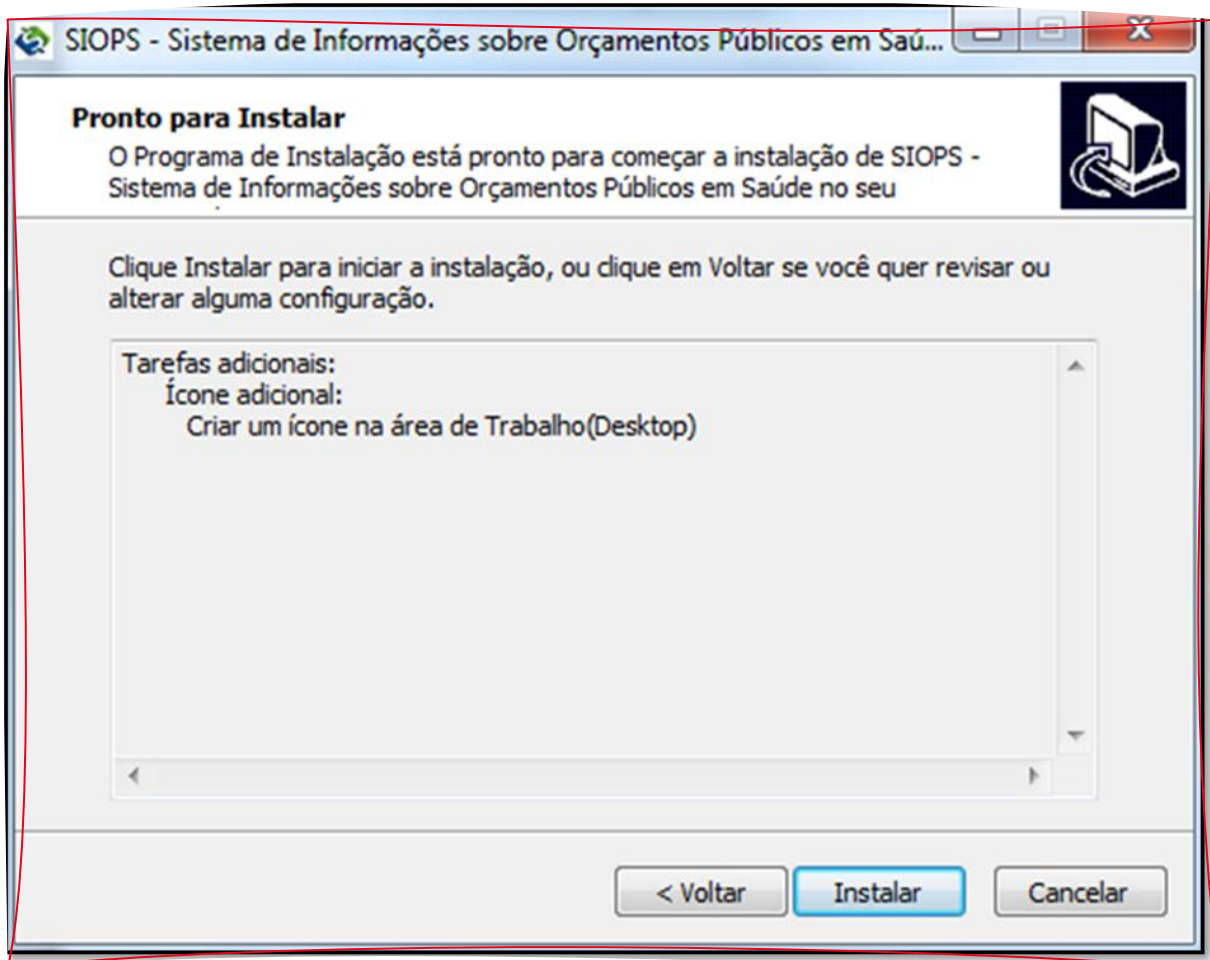 SIOPS - Sistema de Informações sobre Orçamentos Públicos em Saú...
Pronto para Instalar
O Programa de Instalação está pronto para começar a instalação de SIOPS -
Sistema de Informações sobre Orçamentos Públicos em Saúde no seu
Clique Instalar para iniciar a instalação, ou clique em Voltar se você quer revisar ou
alterar alguma configuração.
Tarefas adicionais:
Ícone adicional:
Criar um ícone na área de Trabalho(Desktop)
< Voltar
Instalar
Cancelar